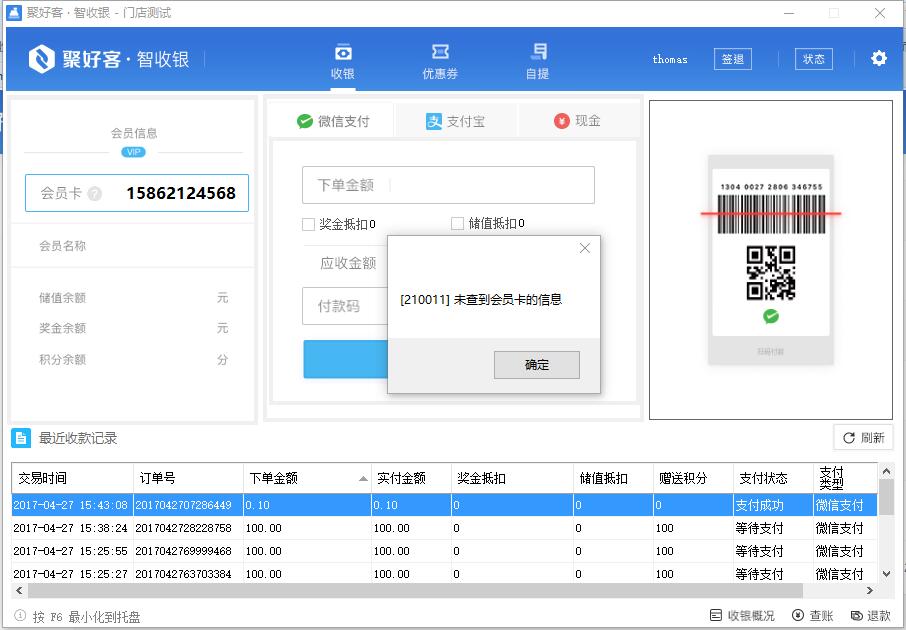 聚好客·智收银 - 门店测试
聚好客·智收银
收银
优惠券
自提
thomas
签退
状态
会员信息
VIP
会员卡 ? 15862124568
会员名称
储值余额 元
奖金余额 元
积分余额 分
微信支付
支付宝
现金
下单金额
奖金抵扣0
储值抵扣0
应收金额
付款码
[210011] 未查到会员卡的信息
确定
1304 0027 2806 346755
扫码付款
最近收款记录
刷新
交易时间 订单号 下单金额 实付金额 奖金抵扣 储值抵扣 赠送积分 支付状态 支付类型
2017-04-27 15:43:08 2017042707286449 0.10 0.10 0 0 0 支付成功 微信支付
2017-04-27 15:38:24 2017042728228758 100.00 100.00 0 0 100 等待支付 微信支付
2017-04-27 15:25:55 2017042769999468 100.00 100.00 0 0 100 等待支付 微信支付
2017-04-27 15:25:27 2017042763703384 100.00 100.00 0 0 100 等待支付 微信支付
按 F6 最小化到托盘
收银概况
查账
退款